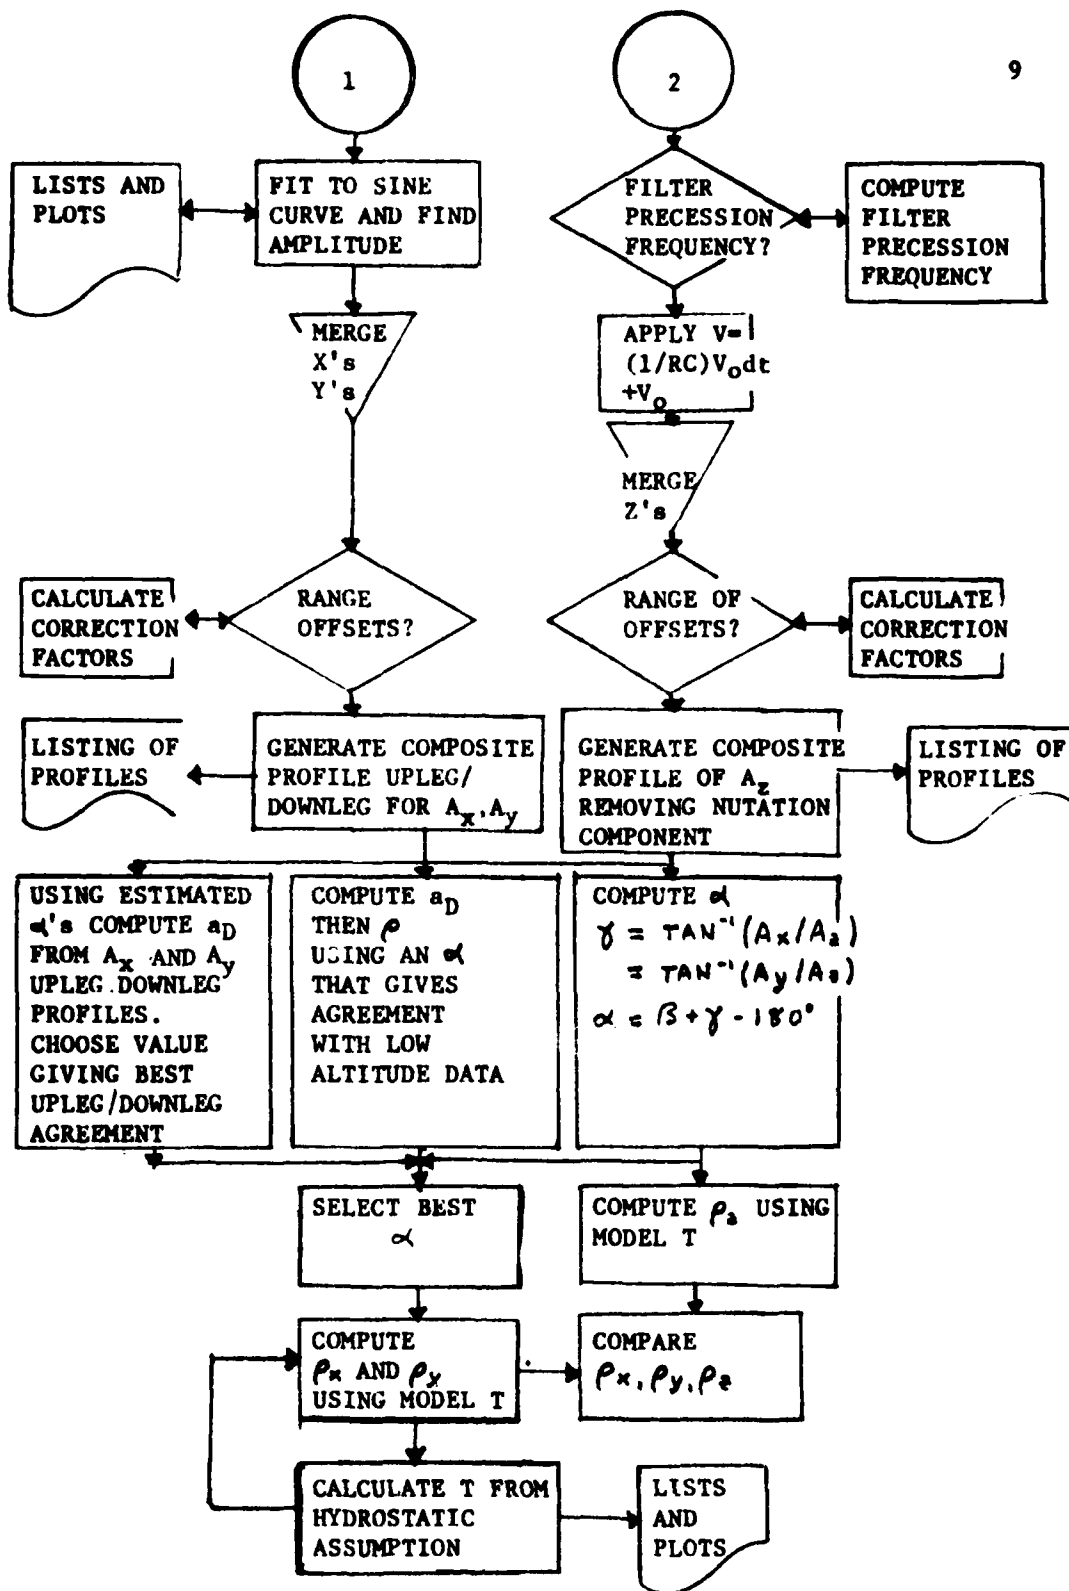 9
1
2
LISTS AND
PLOTS
FIT TO SINE
CURVE AND FIND
AMPLITUDE
FILTER
PRECESSION
FREQUENCY?
COMPUTE
FILTER
PRECESSION
FREQUENCY
MERGE
X's
Y's
APPLY V=
(1/RC)V₀dt
+V₀
MERGE
Z's
CALCULATE
CORRECTION
FACTORS
RANGE
OFFSETS?
RANGE OF
OFFSETS?
CALCULATE
CORRECTION
FACTORS
LISTING OF
PROFILES
GENERATE COMPOSITE
PROFILE UPLEG/
DOWNLEG FOR Aₓ,A_y
GENERATE COMPOSITE
PROFILE OF A_z
REMOVING NUTATION
COMPONENT
LISTING OF
PROFILES
USING ESTIMATED
α's COMPUTE a_D
FROM Aₓ AND A_y
UPLEG.DOWNLEG
PROFILES.
CHOOSE VALUE
GIVING BEST
UPLEG/DOWNLEG
AGREEMENT
COMPUTE a_D
THEN ρ
USING AN α
THAT GIVES
AGREEMENT
WITH LOW
ALTITUDE DATA
COMPUTE α
γ = TAN⁻¹(Aₓ/A_z)
= TAN⁻¹(A_y/A_z)
α = β+γ-180°
SELECT BEST
α
COMPUTE ρ_z USING
MODEL T
COMPUTE
ρₓ AND ρ_y
USING MODEL T
COMPARE
ρₓ,ρ_y,ρ_z
CALCULATE T FROM
HYDROSTATIC
ASSUMPTION
LISTS
AND
PLOTS